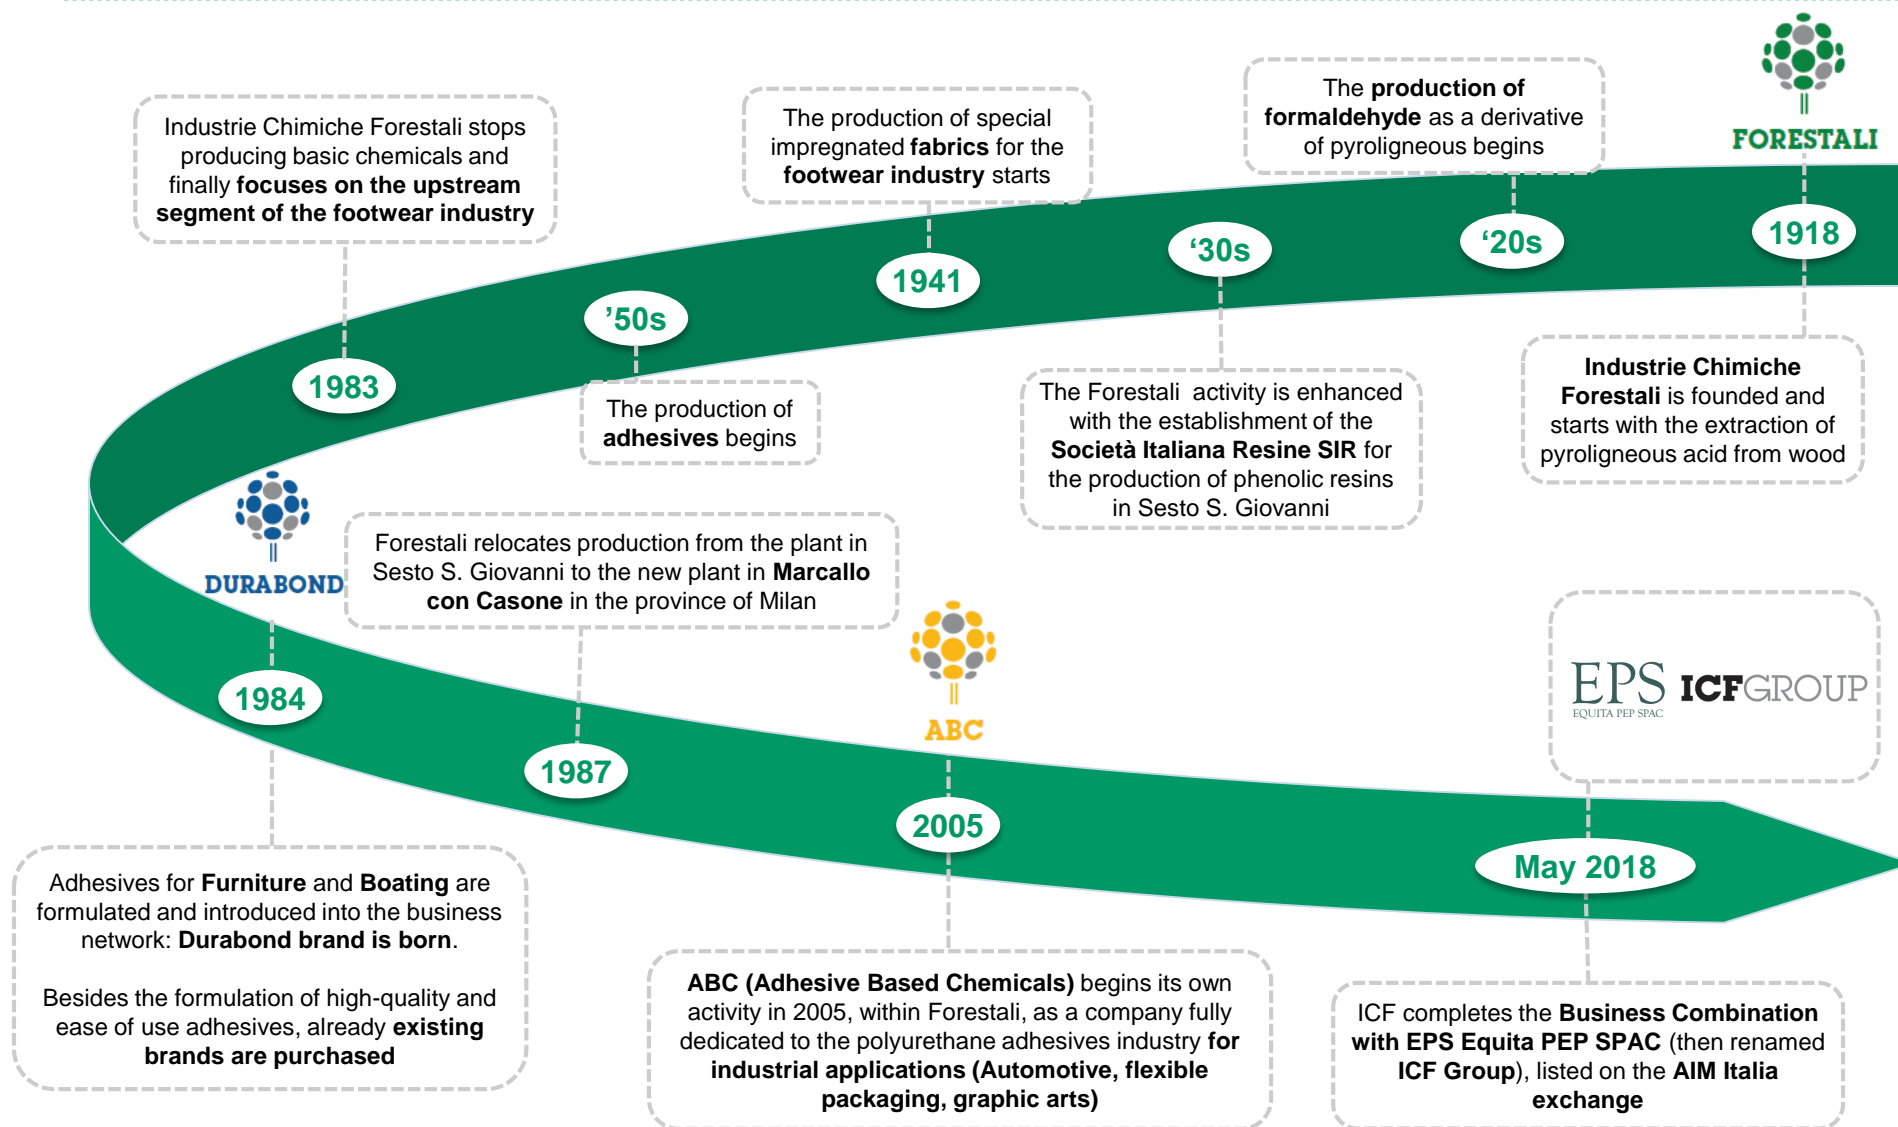 FORESTALI
The production of
formaldehyde as a derivative
of pyroligneous begins
The production of special
impregnated fabrics for the
footwear industry starts
Industrie Chimiche Forestali stops
producing basic chemicals and
finally focuses on the upstream
segment of the footwear industry
1918
‘20s
‘30s
1941
’50s
1983
Industrie Chimiche
Forestali is founded and
starts with the extraction of
pyroligneous acid from wood
The Forestali activity is enhanced
with the establishment of the
Società Italiana Resine SIR for
the production of phenolic resins
in Sesto S. Giovanni
The production of
adhesives begins
DURABOND
Forestali relocates production from the plant in
Sesto S. Giovanni to the new plant in Marcallo
con Casone in the province of Milan
ABC
EPS
EQUITA PEP SPAC
ICFGROUP
1984
1987
2005
May 2018
Adhesives for Furniture and Boating are
formulated and introduced into the business
network: Durabond brand is born.
Besides the formulation of high-quality and
ease of use adhesives, already existing
brands are purchased
ABC (Adhesive Based Chemicals) begins its own
activity in 2005, within Forestali, as a company fully
dedicated to the polyurethane adhesives industry for
industrial applications (Automotive, flexible
packaging, graphic arts)
ICF completes the Business Combination
with EPS Equita PEP SPAC (then renamed
ICF Group), listed on the AIM Italia
exchange